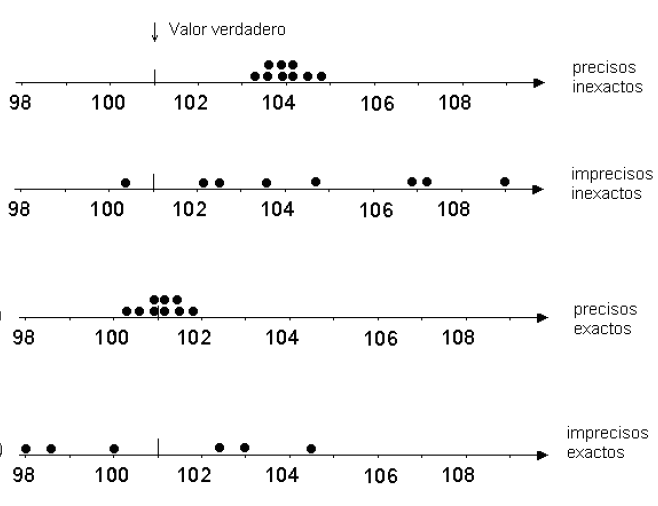 Valor verdadero
precisos
inexactos
98 100 102 104 106 108
imprecisos
inexactos
98 100 102 104 106 108
precisos
exactos
98 100 102 104 106 108
imprecisos
exactos
98 100 102 104 106 108